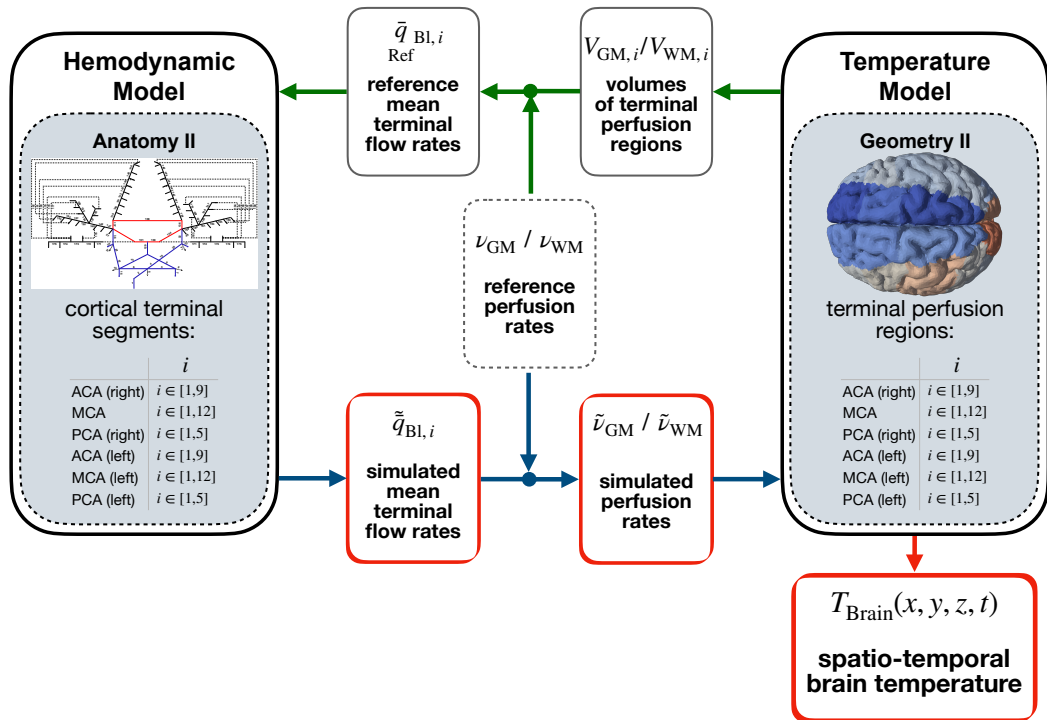 Hemodynamic
Model
Anatomy II
cortical terminal
segments:
i
ACA (right) i ∈ [1,9]
MCA i ∈ [1,12]
PCA (right) i ∈ [1,5]
ACA (left) i ∈ [1,9]
MCA (left) i ∈ [1,12]
PCA (left) i ∈ [1,5]
q̄ Bl, i
Ref
reference
mean
terminal
flow rates
V_GM, i/V_WM, i
volumes
of terminal
perfusion
regions
ν_GM / ν_WM
reference
perfusion
rates
q̄̃_Bl, i
simulated
mean
terminal
flow rates
ν̃_GM / ν̃_WM
simulated
perfusion
rates
Temperature
Model
Geometry II
terminal perfusion
regions:
i
ACA (right) i ∈ [1,9]
MCA i ∈ [1,12]
PCA (right) i ∈ [1,5]
ACA (left) i ∈ [1,9]
MCA (left) i ∈ [1,12]
PCA (left) i ∈ [1,5]
T_Brain(x, y, z, t)
spatio-temporal
brain temperature